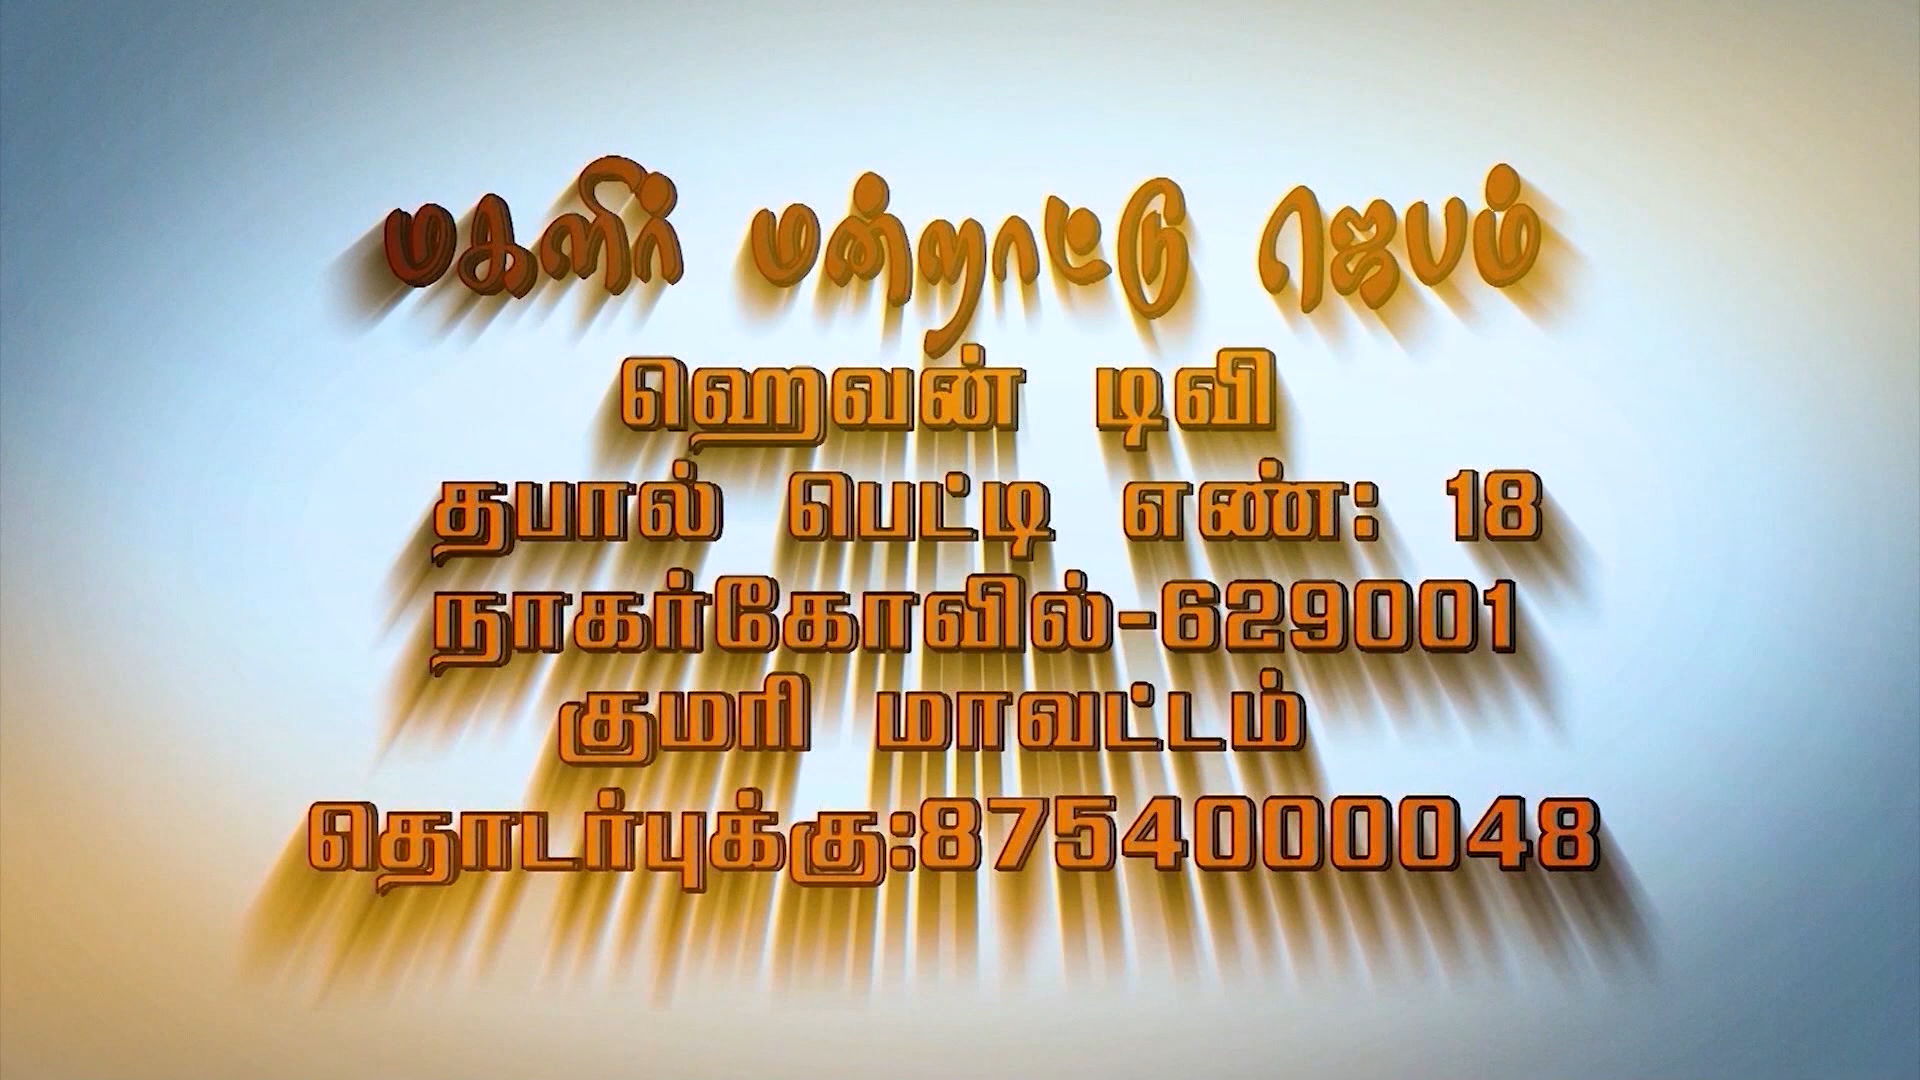 மகளிர் மன்றாட்டு ஜெபம்
ஹெவன் டிவி
தபால் பெட்டி எண்: 18
நாகர்கோவில்-629001
குமரி மாவட்டம்
தொடர்புக்கு:8754000048